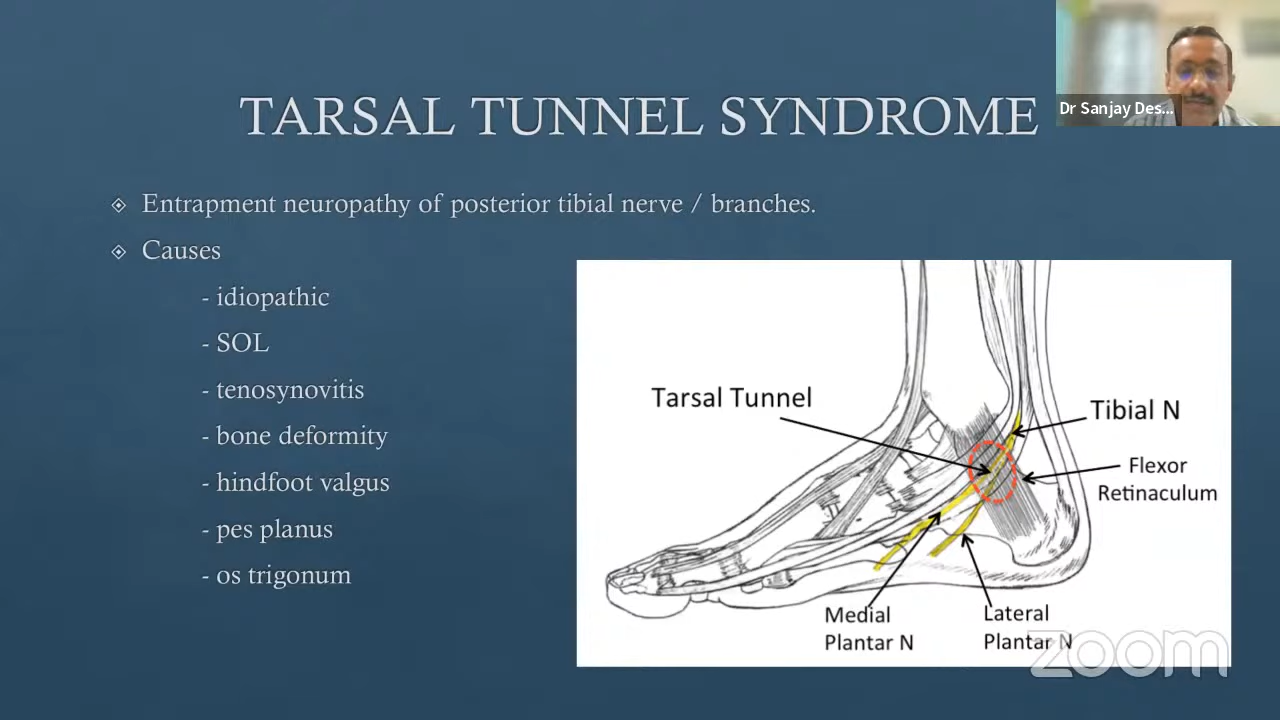 Dr Sanjay Des...
TARSAL TUNNEL SYNDROME
Entrapment neuropathy of posterior tibial nerve / branches.
Causes
- idiopathic
- SOL
- tenosynovitis
- bone deformity
- hindfoot valgus
- pes planus
- os trigonum
Tarsal Tunnel
Tibial N
Flexor
Retinaculum
Medial
Plantar N
Lateral
Plantar N
zoom